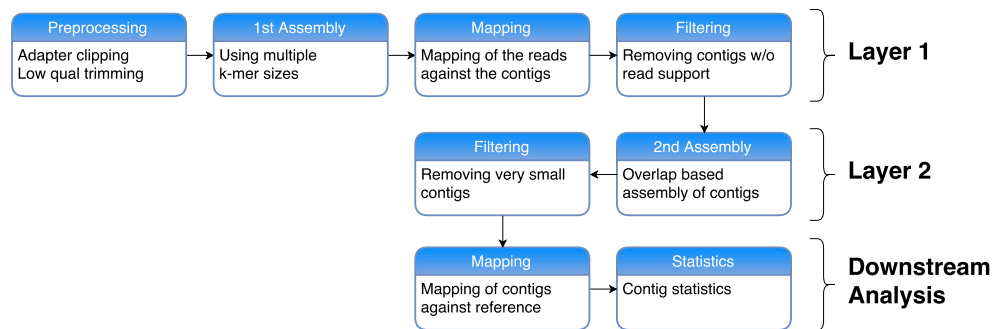 Preprocessing
Adapter clipping
Low qual trimming
1st Assembly
Using multiple
k-mer sizes
Mapping
Mapping of the reads
against the contigs
Filtering
Removing contigs w/o
read support
Layer 1
Filtering
Removing very small
contigs
2nd Assembly
Overlap based
assembly of contigs
Layer 2
Mapping
Mapping of contigs
against reference
Statistics
Contig statistics
Downstream
Analysis